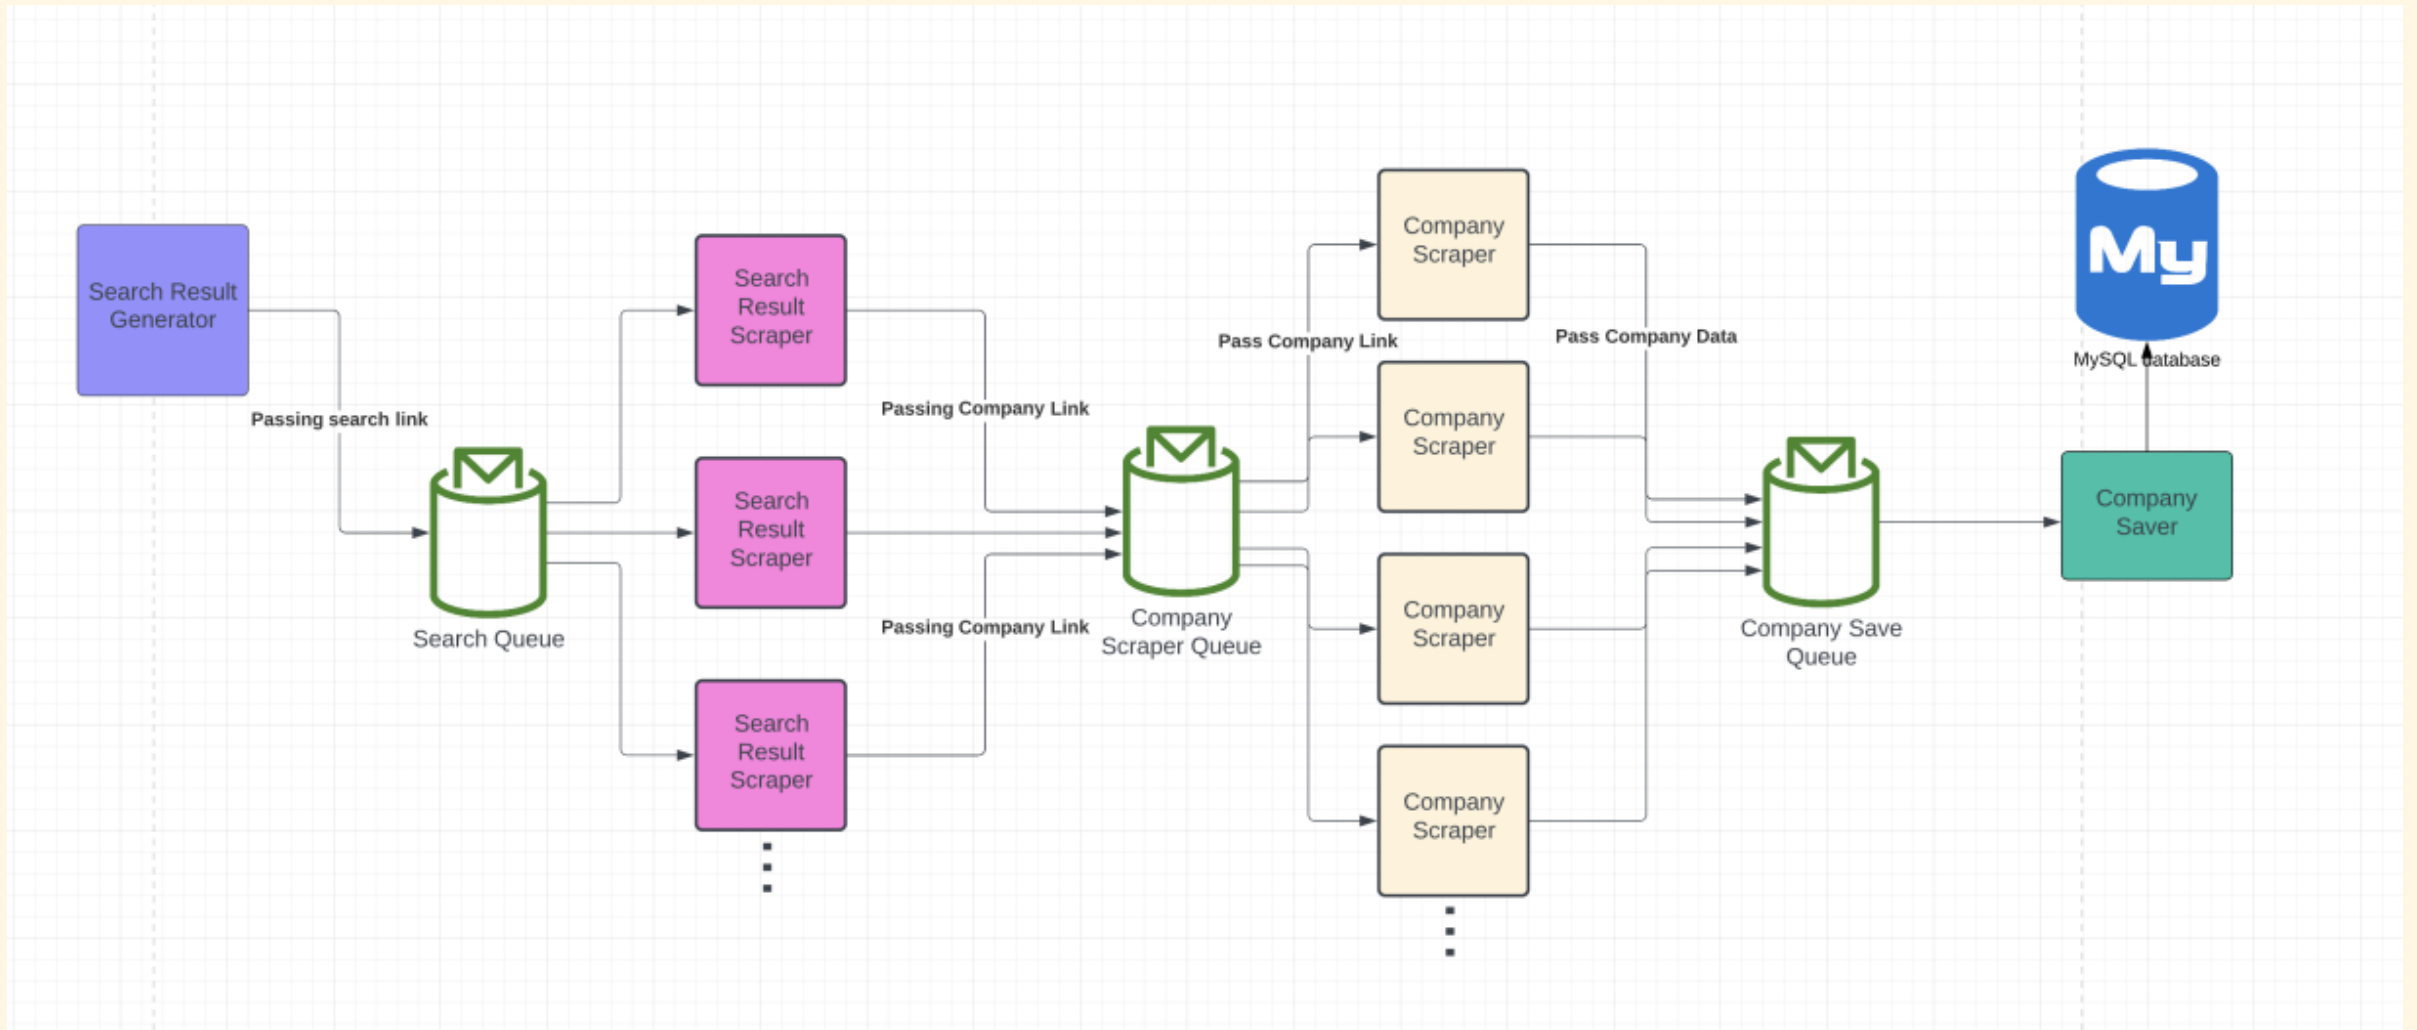 Search Result
Generator
Passing search link
Search Queue
Search
Result
Scraper
Search
Result
Scraper
Search
Result
Scraper
Passing Company Link
Passing Company Link
Company
Scraper Queue
Pass Company Link
Company
Scraper
Company
Scraper
Company
Scraper
Company
Scraper
Pass Company Data
Company Save
Queue
Company
Saver
My
MySQL database